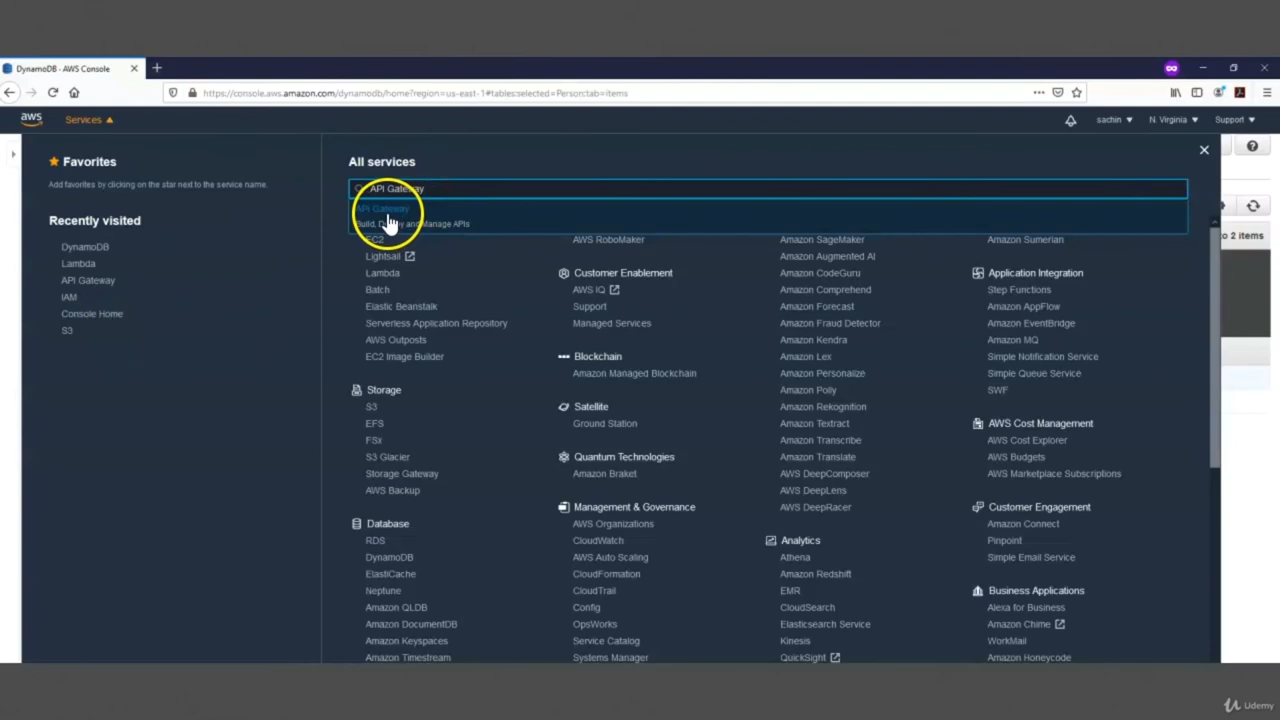 DynamoDB - AWS Console
https://console.aws.amazon.com/dynamodb/home?region=us-east-1#tables:selected=Person;tab=items
aws
Services
sachin
N. Virginia
Support
Favorites
Add favorites by clicking on the star next to the service name.
Recently visited
DynamoDB
Lambda
API Gateway
IAM
Console Home
S3
All services
API Gateway
API Gateway
Build, Deploy and Manage APIs
EC2
Lightsail
Lambda
Batch
Elastic Beanstalk
Serverless Application Repository
AWS Outposts
EC2 Image Builder
Storage
S3
EFS
FSx
S3 Glacier
Storage Gateway
AWS Backup
Database
RDS
DynamoDB
ElastiCache
Neptune
Amazon QLDB
Amazon DocumentDB
Amazon Keyspaces
Amazon Timestream
AWS RoboMaker
Customer Enablement
AWS IQ
Support
Managed Services
Blockchain
Amazon Managed Blockchain
Satellite
Ground Station
Quantum Technologies
Amazon Braket
Management & Governance
AWS Organizations
CloudWatch
AWS Auto Scaling
CloudFormation
CloudTrail
Config
OpsWorks
Service Catalog
Systems Manager
Amazon SageMaker
Amazon Augmented AI
Amazon CodeGuru
Amazon Comprehend
Amazon Forecast
Amazon Fraud Detector
Amazon Kendra
Amazon Lex
Amazon Personalize
Amazon Polly
Amazon Rekognition
Amazon Textract
Amazon Transcribe
Amazon Translate
AWS DeepComposer
AWS DeepLens
AWS DeepRacer
Analytics
Athena
Amazon Redshift
EMR
CloudSearch
Elasticsearch Service
Kinesis
QuickSight
Amazon Sumerian
Application Integration
Step Functions
Amazon AppFlow
Amazon EventBridge
Amazon MQ
Simple Notification Service
Simple Queue Service
SWF
AWS Cost Management
AWS Cost Explorer
AWS Budgets
AWS Marketplace Subscriptions
Customer Engagement
Amazon Connect
Pinpoint
Simple Email Service
Business Applications
Alexa for Business
Amazon Chime
WorkMail
Amazon Honeycode
to 2 items
Udemy